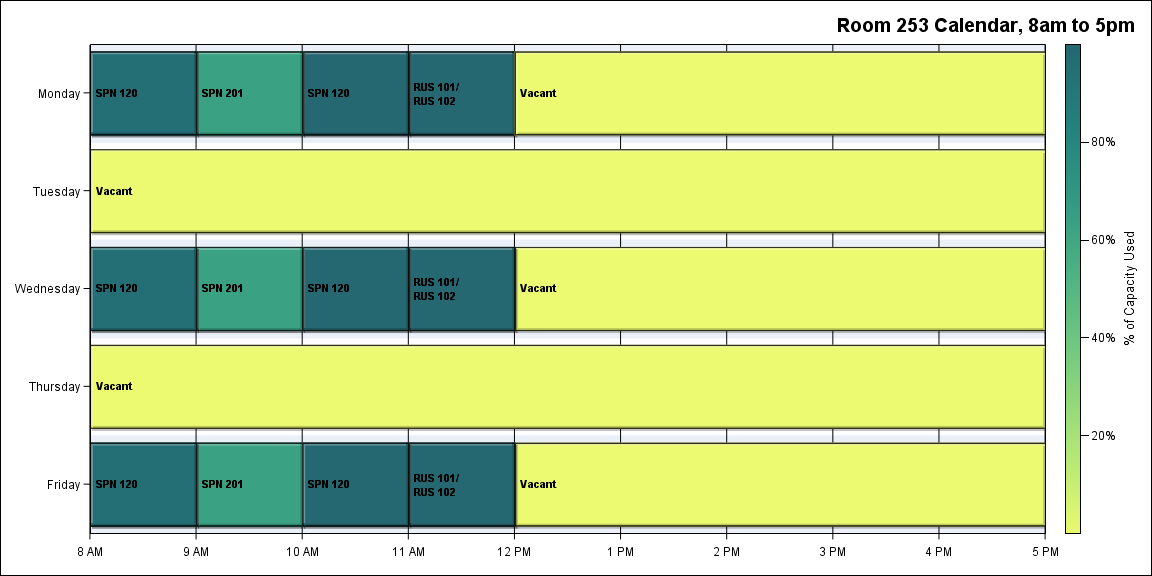 Room 253 Calendar, 8am to 5pm
Monday
SPN 120
SPN 201
SPN 120
RUS 101/
RUS 102
Vacant
Tuesday
Vacant
Wednesday
SPN 120
SPN 201
SPN 120
RUS 101/
RUS 102
Vacant
Thursday
Vacant
Friday
SPN 120
SPN 201
SPN 120
RUS 101/
RUS 102
Vacant
8 AM 9 AM 10 AM 11 AM 12 PM 1 PM 2 PM 3 PM 4 PM 5 PM
80%
60%
40%
20%
% of Capacity Used